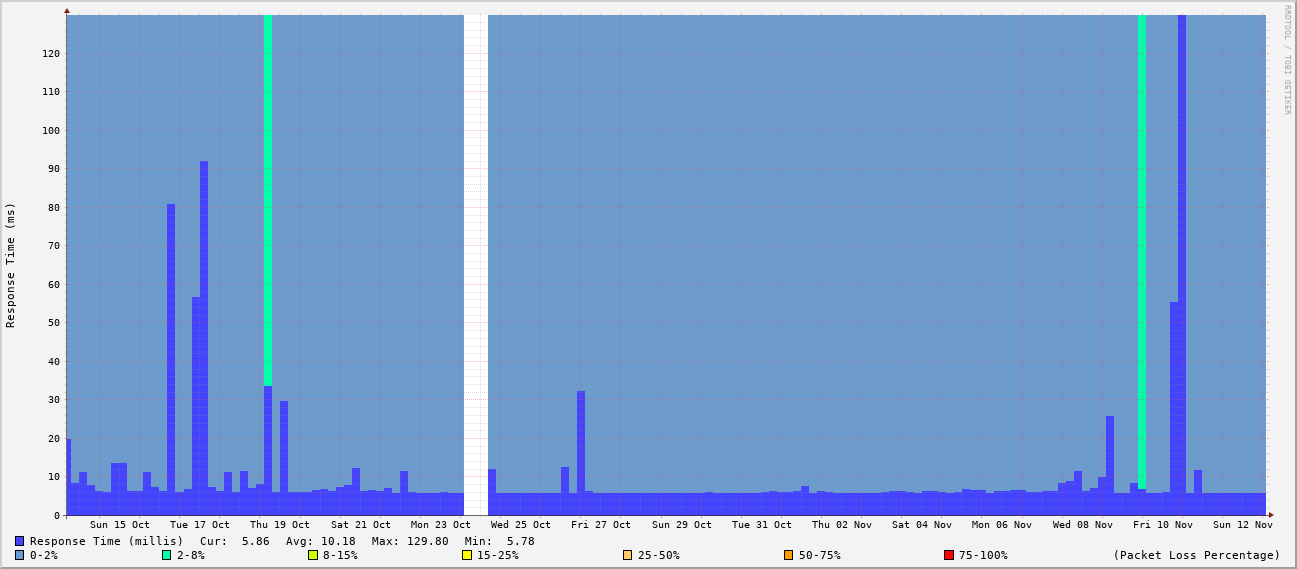 RRDTOOL / TOBI OETIKER
Response Time (ms)
120
110
100
90
80
70
60
50
40
30
20
10
0
Sun 15 Oct Tue 17 Oct Thu 19 Oct Sat 21 Oct Mon 23 Oct Wed 25 Oct Fri 27 Oct Sun 29 Oct Tue 31 Oct Thu 02 Nov Sat 04 Nov Mon 06 Nov Wed 08 Nov Fri 10 Nov Sun 12 Nov
Response Time (millis) Cur: 5.86 Avg: 10.18 Max: 129.80 Min: 5.78
0-2% 2-8% 8-15% 15-25% 25-50% 50-75% 75-100% (Packet Loss Percentage)